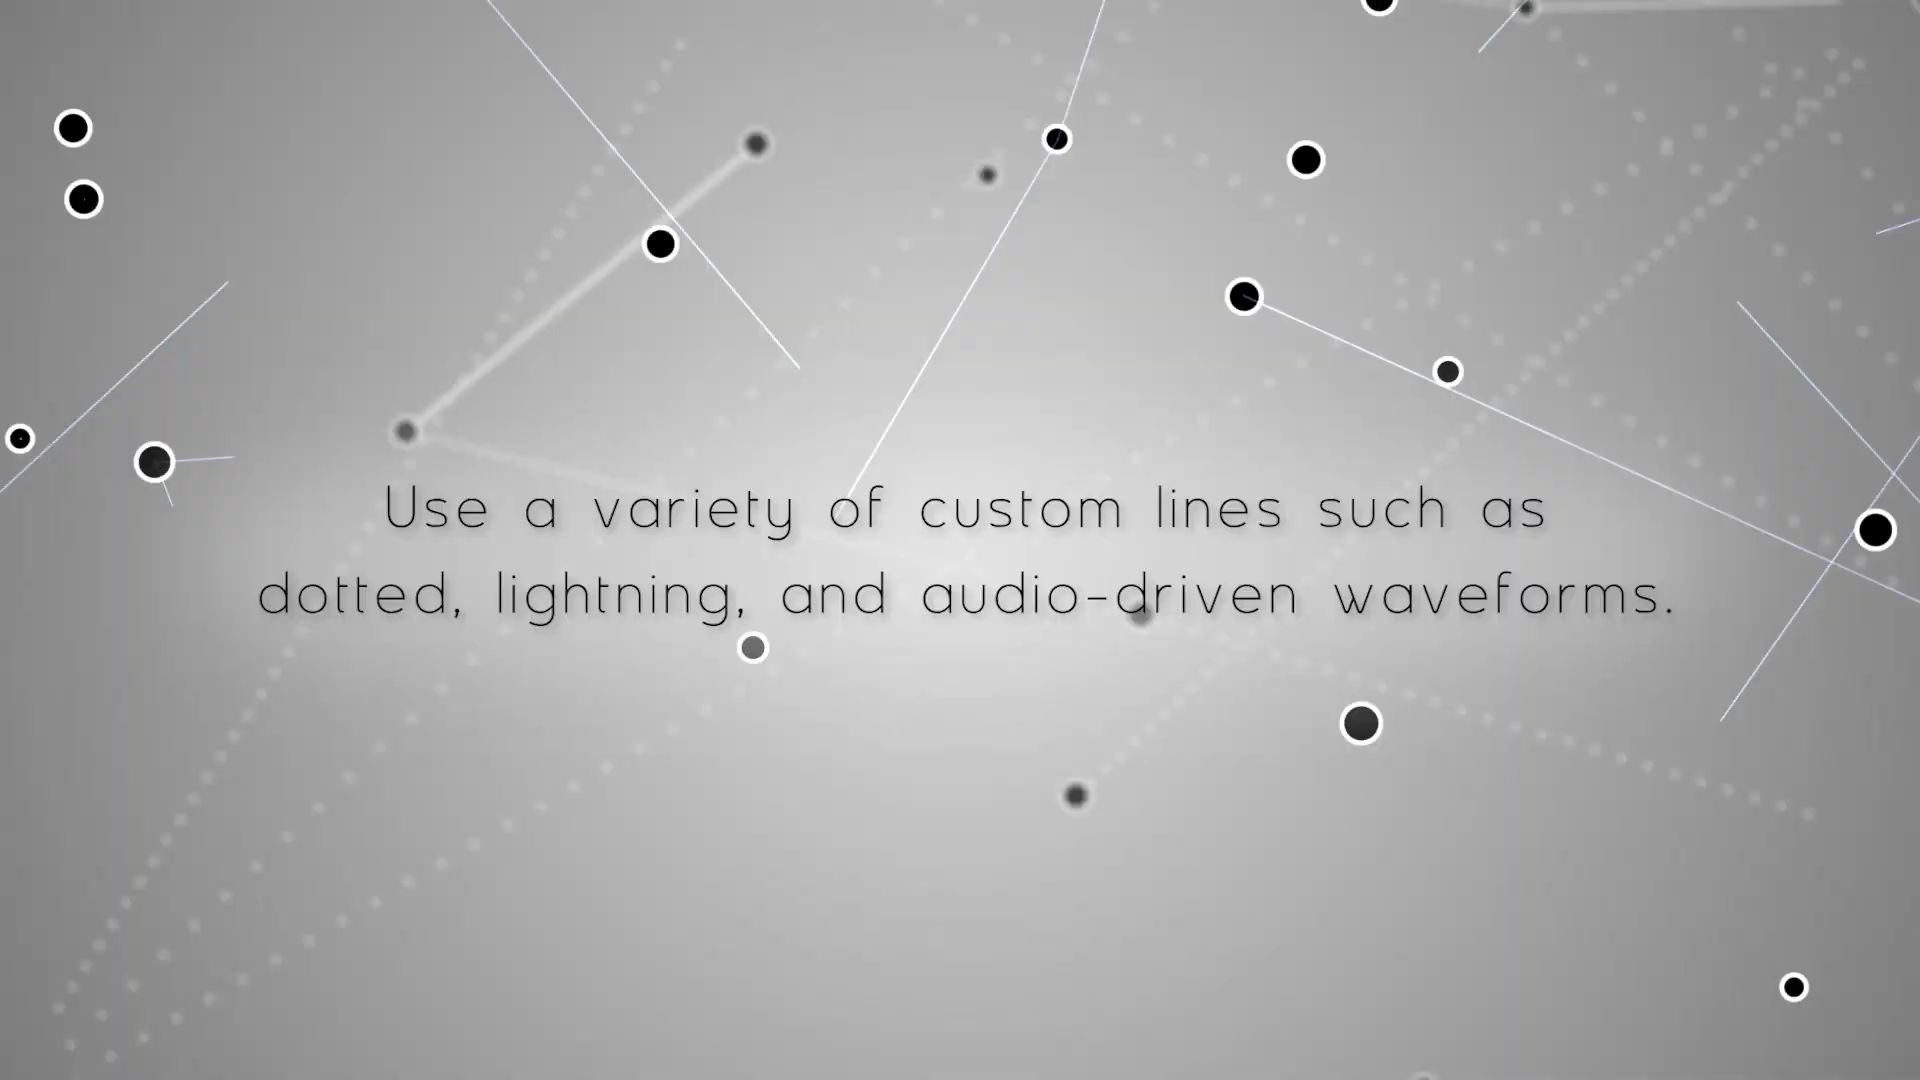 Use a variety of custom lines such as
dotted, lightning, and audio-driven waveforms.